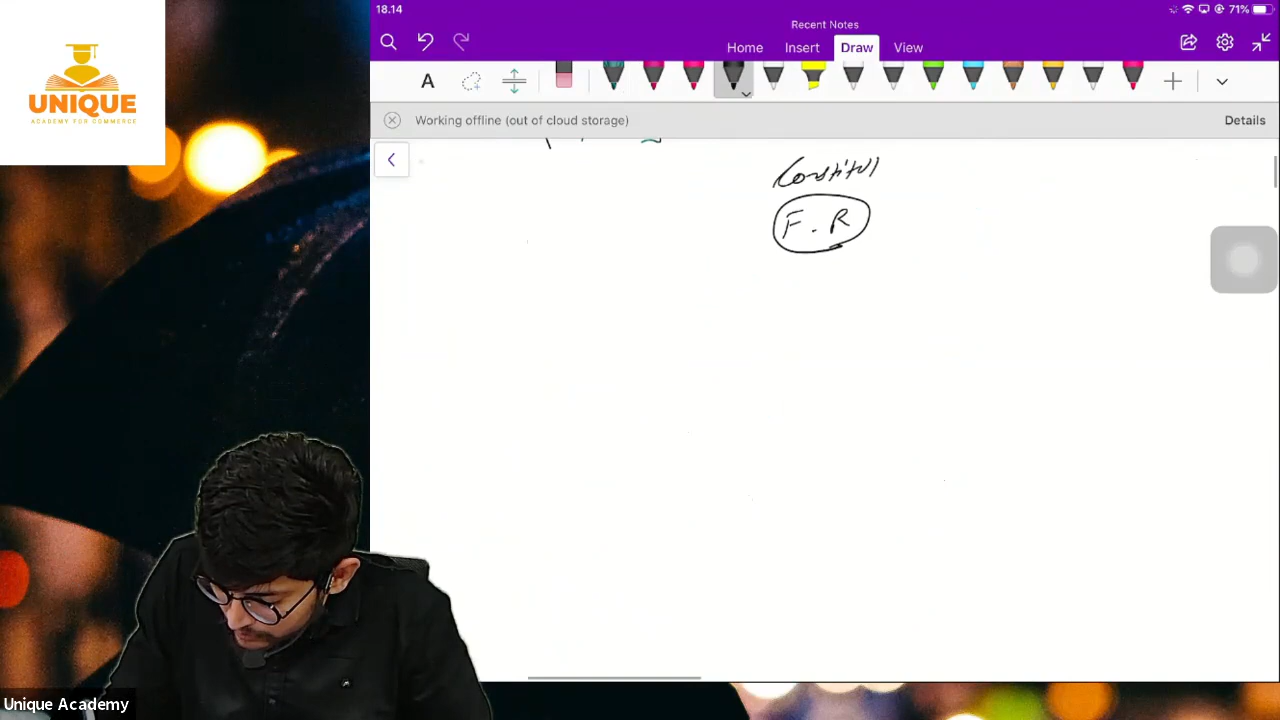 18.14
71%
Recent Notes
Home Insert Draw View
A
Working offline (out of cloud storage)
Details
UNIQUE
ACADEMY FOR COMMERCE
F. R
Unique Academy